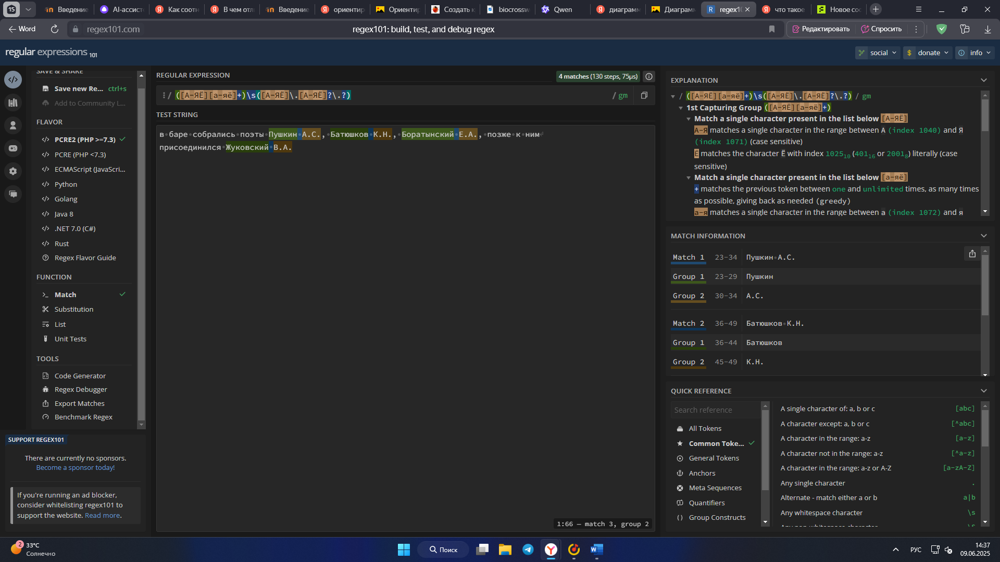 15
Введение
AI-ассист
Как соотн
В чем отл
Введение
ориентир
Ориентир
Создать к
biocrossw
Qwen
диаграмм
Диаграмм
regex10
что такое
Новое соо
Word
regex101.com
regex101: build, test, and debug regex
Редактировать
Спросить
regular expressions 101
social
donate
info
SAVE & SHARE
Save new Re... ctrl+s
Add to Community L...
FLAVOR
PCRE2 (PHP >=7.3)
PCRE (PHP <7.3)
ECMAScript (JavaScri...
Python
Golang
Java 8
.NET 7.0 (C#)
Rust
Regex Flavor Guide
FUNCTION
Match
Substitution
List
Unit Tests
TOOLS
Code Generator
Regex Debugger
Export Matches
Benchmark Regex
SUPPORT REGEX101
There are currently no sponsors.
Become a sponsor today!
If you're running an ad blocker,
consider whitelisting regex101 to
support the website. Read more.
REGULAR EXPRESSION
4 matches (130 steps, 75μs)
/ ([А-ЯЁ][а-яё]+)\s([А-ЯЁ]\.[А-ЯЁ]?\.?) / gm
TEST STRING
в баре собрались поэты Пушкин А.С., Батюшков К.Н., Боратынский Е.А., позже к ним
присоединился Жуковский В.А.
1:66 — match 3, group 2
EXPLANATION
/ ([А-ЯЁ][а-яё]+)\s([А-ЯЁ]\.[А-ЯЁ]?\.?) / gm
1st Capturing Group ([А-ЯЁ][а-яё]+)
Match a single character present in the list below [А-ЯЁ]
А-Я matches a single character in the range between А (index 1040) and Я
(index 1071) (case sensitive)
Ё matches the character Ё with index 1025₁₀ (401₁₆ or 2001₈) literally (case
sensitive)
Match a single character present in the list below [а-яё]
+ matches the previous token between one and unlimited times, as many times
as possible, giving back as needed (greedy)
а-я matches a single character in the range between а (index 1072) and я
MATCH INFORMATION
Match 1 23-34 Пушкин А.С.
Group 1 23-29 Пушкин
Group 2 30-34 А.С.
Match 2 36-49 Батюшков К.Н.
Group 1 36-44 Батюшков
Group 2 45-49 К.Н.
QUICK REFERENCE
Search reference
All Tokens
Common Toke...
General Tokens
Anchors
Meta Sequences
Quantifiers
Group Constructs
A single character of: a, b or c [abc]
A character except: a, b or c [^abc]
A character in the range: a-z [a-z]
A character not in the range: a-z [^a-z]
A character in the range: a-z or A-Z [a-zA-Z]
Any single character .
Alternate - match either a or b a|b
Any whitespace character \s
Any non-whitespace character \S
2
33°C
Солнечно
Поиск
РУС
14:37
09.06.2025